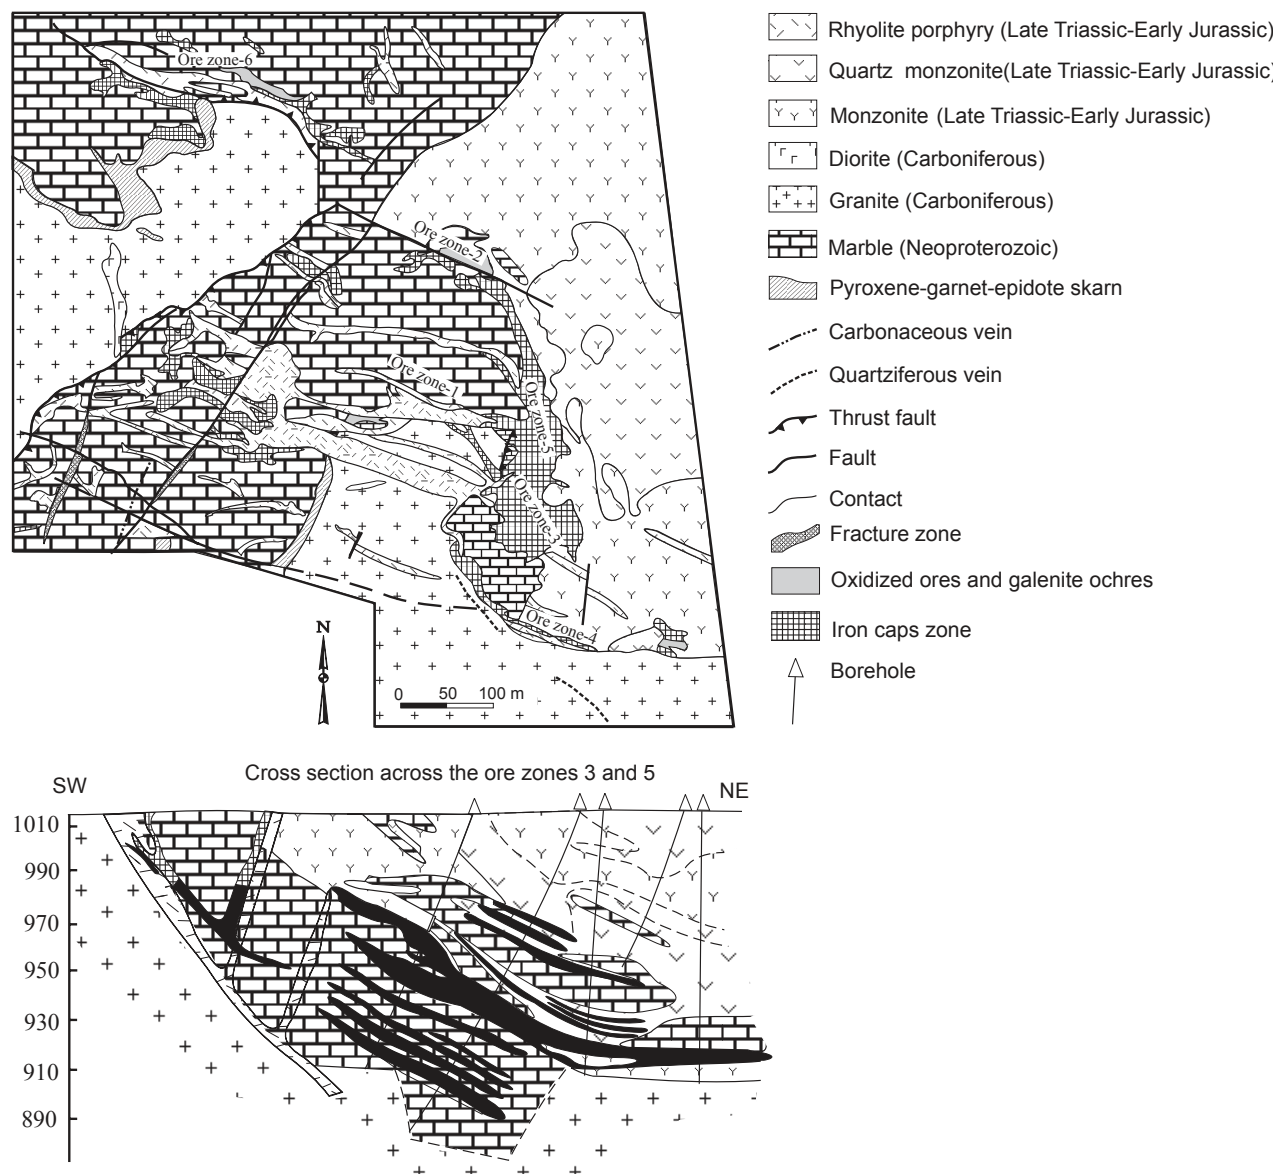 Ore zone-6
Ore zone-2
Ore zone-1
Ore zone-5
Ore zone-3
Ore zone-4
N
0 50 100 m
Rhyolite porphyry (Late Triassic-Early Jurassic)
Quartz monzonite(Late Triassic-Early Jurassic)
Monzonite (Late Triassic-Early Jurassic)
Diorite (Carboniferous)
Granite (Carboniferous)
Marble (Neoproterozoic)
Pyroxene-garnet-epidote skarn
Carbonaceous vein
Quartziferous vein
Thrust fault
Fault
Contact
Fracture zone
Oxidized ores and galenite ochres
Iron caps zone
Borehole
Cross section across the ore zones 3 and 5
SW
NE
1010
990
970
950
930
910
890